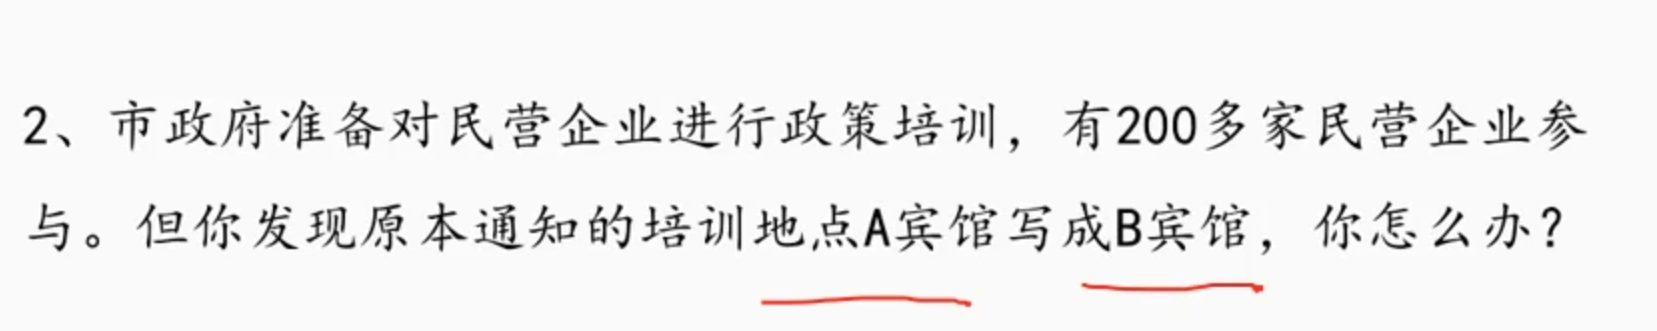 2、市政府准备对民营企业进行政策培训，有200多家民营企业参
与。但你发现原本通知的培训地点A宾馆写成B宾馆，你怎么办？